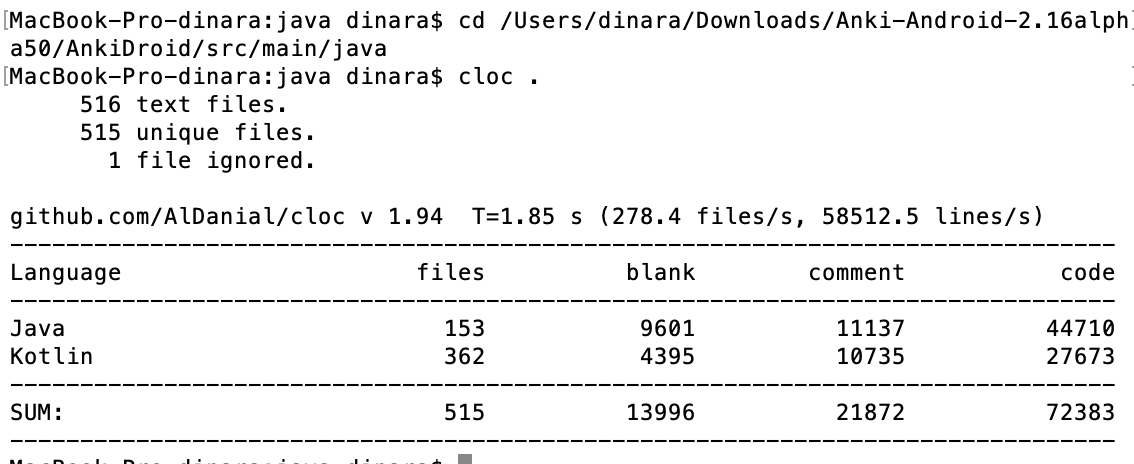 [MacBook-Pro-dinara:java dinara$ cd /Users/dinara/Downloads/Anki-Android-2.16alph]
a50/AnkiDroid/src/main/java
[MacBook-Pro-dinara:java dinara$ cloc .
     516 text files.
     515 unique files.
       1 file ignored.
github.com/AlDanial/cloc v 1.94  T=1.85 s (278.4 files/s, 58512.5 lines/s)
-------------------------------------------------------------------------------
Language                     files          blank        comment           code
-------------------------------------------------------------------------------
Java                           153           9601          11137          44710
Kotlin                         362           4395          10735          27673
-------------------------------------------------------------------------------
SUM:                           515          13996          21872          72383
-------------------------------------------------------------------------------
MacBook-Pro-dinara:java dinara$